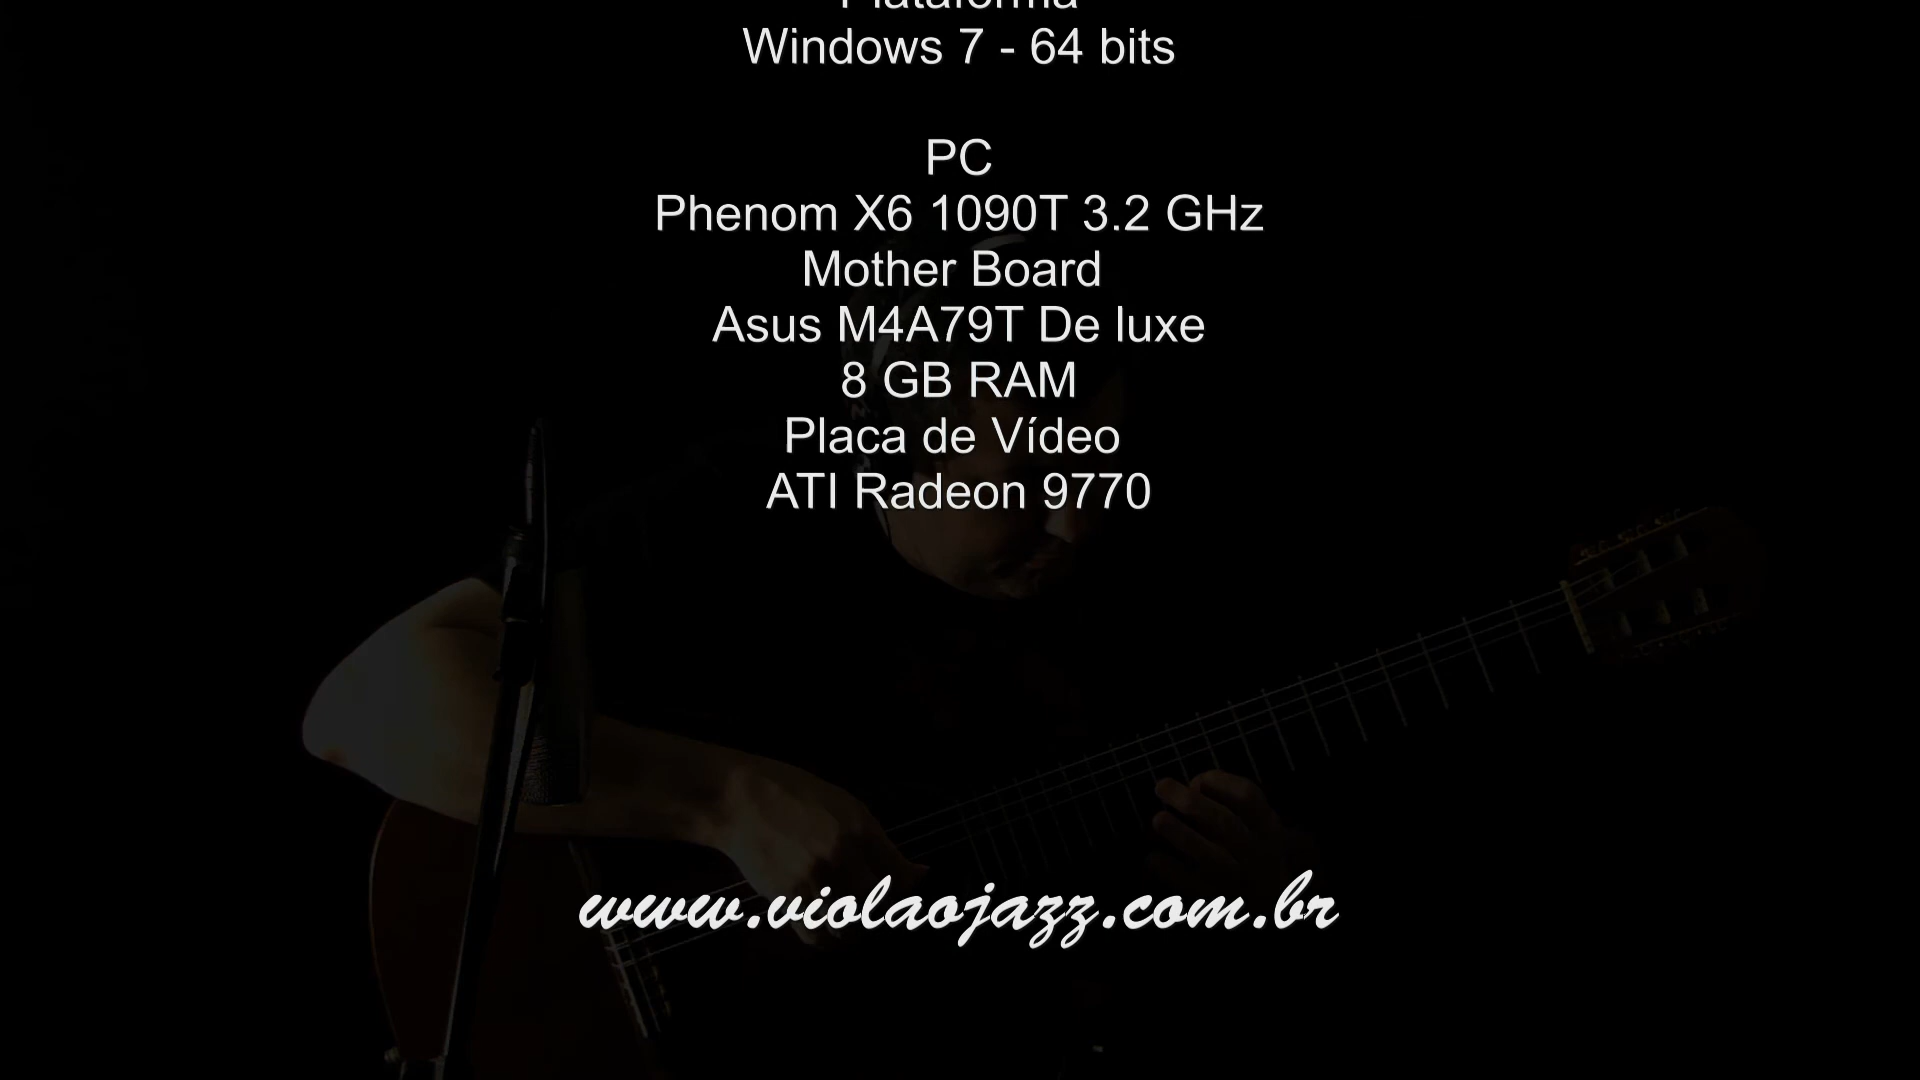 Plataforma
Windows 7 - 64 bits
PC
Phenom X6 1090T 3.2 GHz
Mother Board
Asus M4A79T De luxe
8 GB RAM
Placa de Vídeo
ATI Radeon 9770
www.violaojazz.com.br